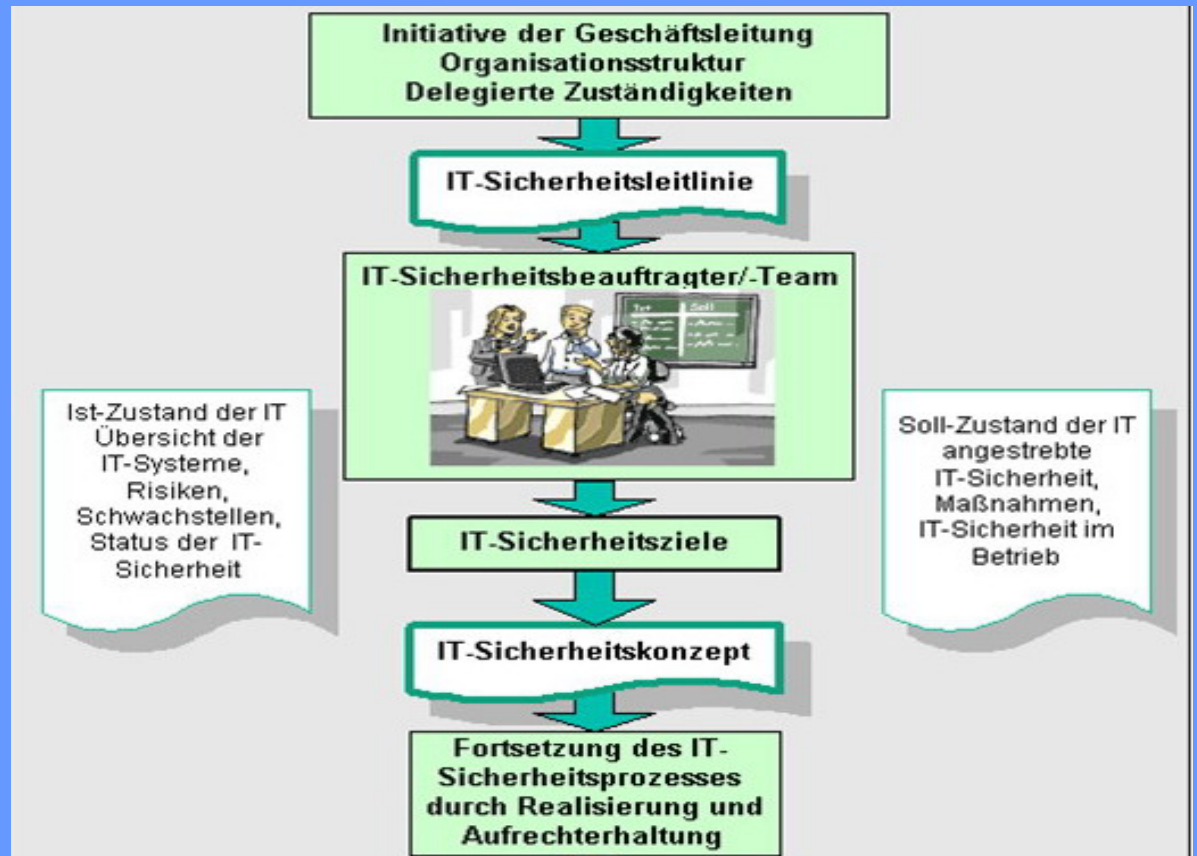 Initiative der Geschäftsleitung
Organisationsstruktur
Delegierte Zuständigkeiten
IT-Sicherheitsleitlinie
IT-Sicherheitsbeauftragter/-Team
Ist Soll
Ist-Zustand der IT
Übersicht der
IT-Systeme,
Risiken,
Schwachstellen,
Status der IT-
Sicherheit
Soll-Zustand der IT
angestrebte
IT-Sicherheit,
Maßnahmen,
IT-Sicherheit im
Betrieb
IT-Sicherheitsziele
IT-Sicherheitskonzept
Fortsetzung des IT-
Sicherheitsprozesses
durch Realisierung und
Aufrechterhaltung